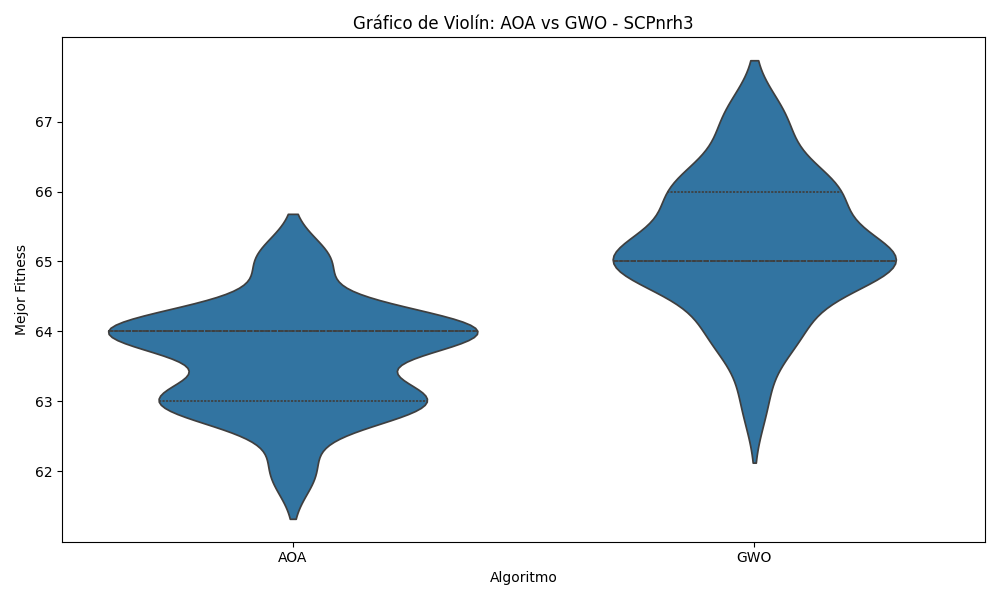 Gráfico de Violín: AOA vs GWO - SCPnrh3
Mejor Fitness
67
66
65
64
63
62
AOA
GWO
Algoritmo